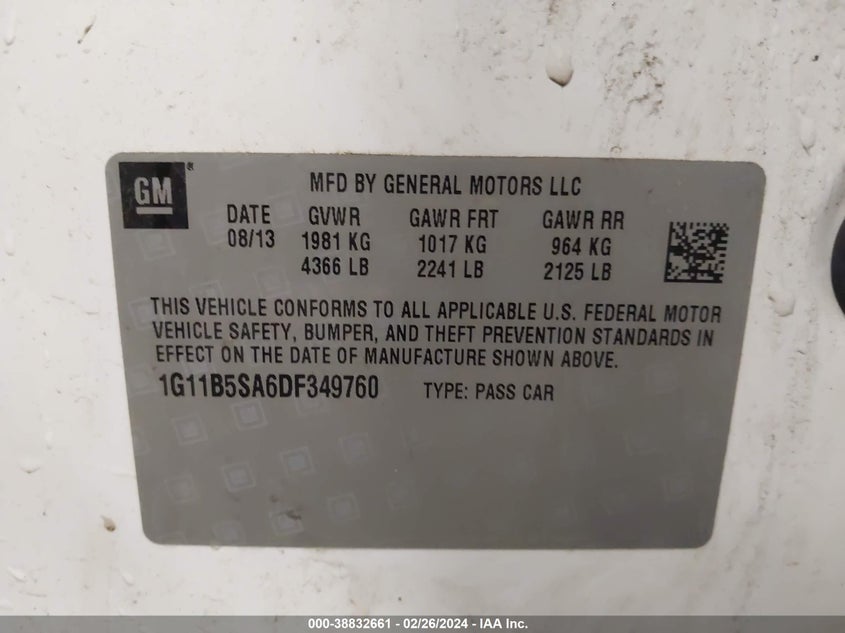 GM ®
MFD BY GENERAL MOTORS LLC
DATE GVWR GAWR FRT GAWR RR
08/13 1981 KG 1017 KG 964 KG
4366 LB 2241 LB 2125 LB
THIS VEHICLE CONFORMS TO ALL APPLICABLE U.S. FEDERAL MOTOR
VEHICLE SAFETY, BUMPER, AND THEFT PREVENTION STANDARDS IN
EFFECT ON THE DATE OF MANUFACTURE SHOWN ABOVE.
1G11B5SA6DF349760 TYPE: PASS CAR
000-38832661 - 02/26/2024 - IAA Inc.